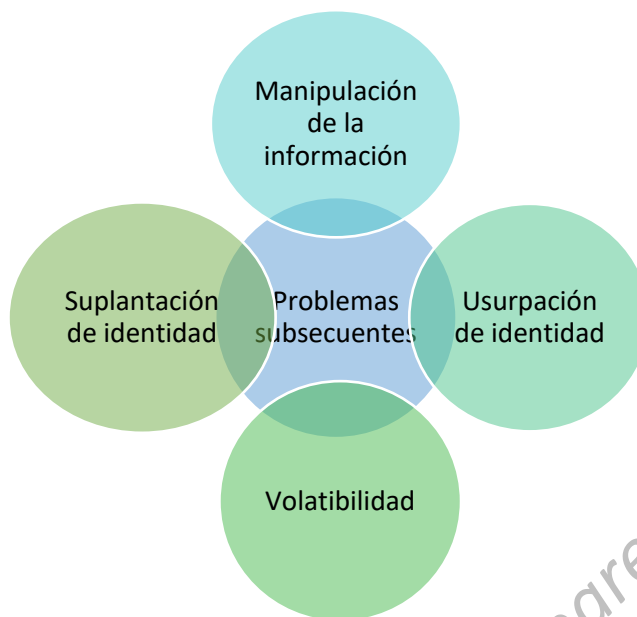 Manipulación
de la
información
Suplantación
de identidad
Problemas
subsecuentes
Usurpación
de identidad
Volatibilidad